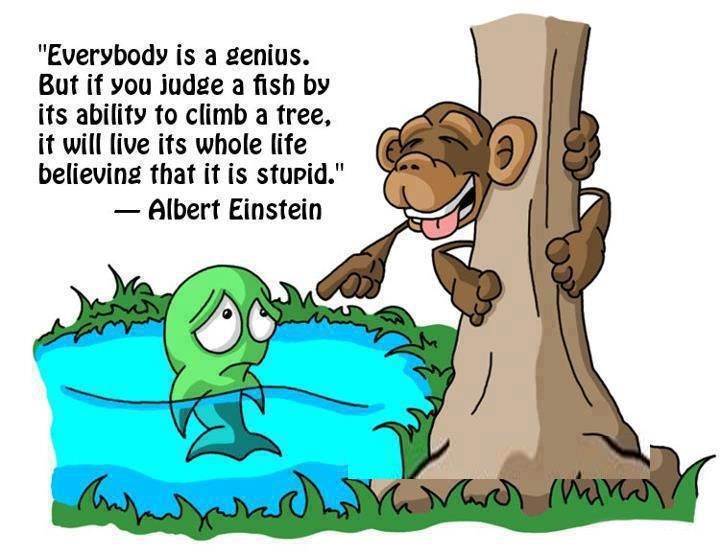 "Everybody is a genius.
But if you judge a fish by
its ability to climb a tree,
it will live its whole life
believing that it is stupid."
— Albert Einstein